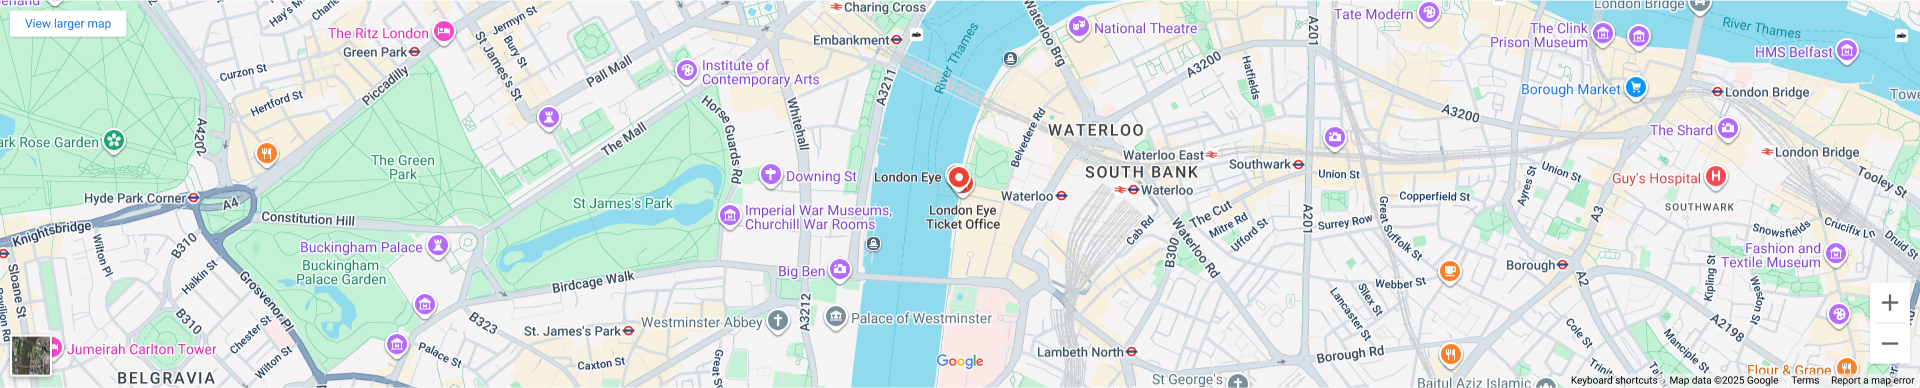 View larger map
Hay's M
Jermyn St
Bury St
St James's St
The Ritz London
Green Park
Curzon St
Hertford St
Piccadilly
Pall Mall
Institute of
Contemporary Arts
Charing Cross
Embankment
A3211
River Thames
Waterloo Brg
National Theatre
A3200
Hatfields
A201
Tate Modern
The Clink
Prison Museum
London Bridge
River Thames
HMS Belfast
Borough Market
A3200
London Bridge
The Shard
London Bridge
Towe
ark Rose Garden
A4202
The Green
Park
The Mall
Horse Guards Rd
Whitehall
Downing St
London Eye
London Eye
Ticket Office
Belvedere Rd
WATERLOO
SOUTH BANK
Waterloo East
Waterloo
Waterloo
Southwark
Union St
Union St
Copperfield St
Ayres St
A3
Guy's Hospital
SOUTHWARK
Tooley St
Hyde Park Corner
A4
Constitution Hill
Knightsbridge
Wilton Pl
B310
Halkin St
Grosvenor Pl
Buckingham Palace
Buckingham
Palace Garden
St James's Park
Imperial War Museums,
Churchill War Rooms
Big Ben
Birdcage Walk
A3212
The Cut
Mitre Rd
Ufford St
Cab Rd
B300
Waterloo Rd
A201
Surrey Row
Great Suffolk St
Webber St
Silex St
Lancaster St
Borough
A2
Snowsfields
Crucifix Ln
Druid St
Fashion and
Textile Museum
Kipling St
Weston St
A2198
Sloane St
Pavilion Rd
B310
Chester St
Wilton St
Jumeirah Carlton Tower
BELGRAVIA
B323
Palace St
St. James's Park
Caxton St
Westminster Abbey
Great S
Palace of Westminster
Google
Lambeth North
St George's
Borough Rd
Baitul Aziz Islamic
Cole St
Trinit
Manciple St
Flour & Grape
Keyboard shortcuts
Map data ©2025 Google
Terms
Report a map error